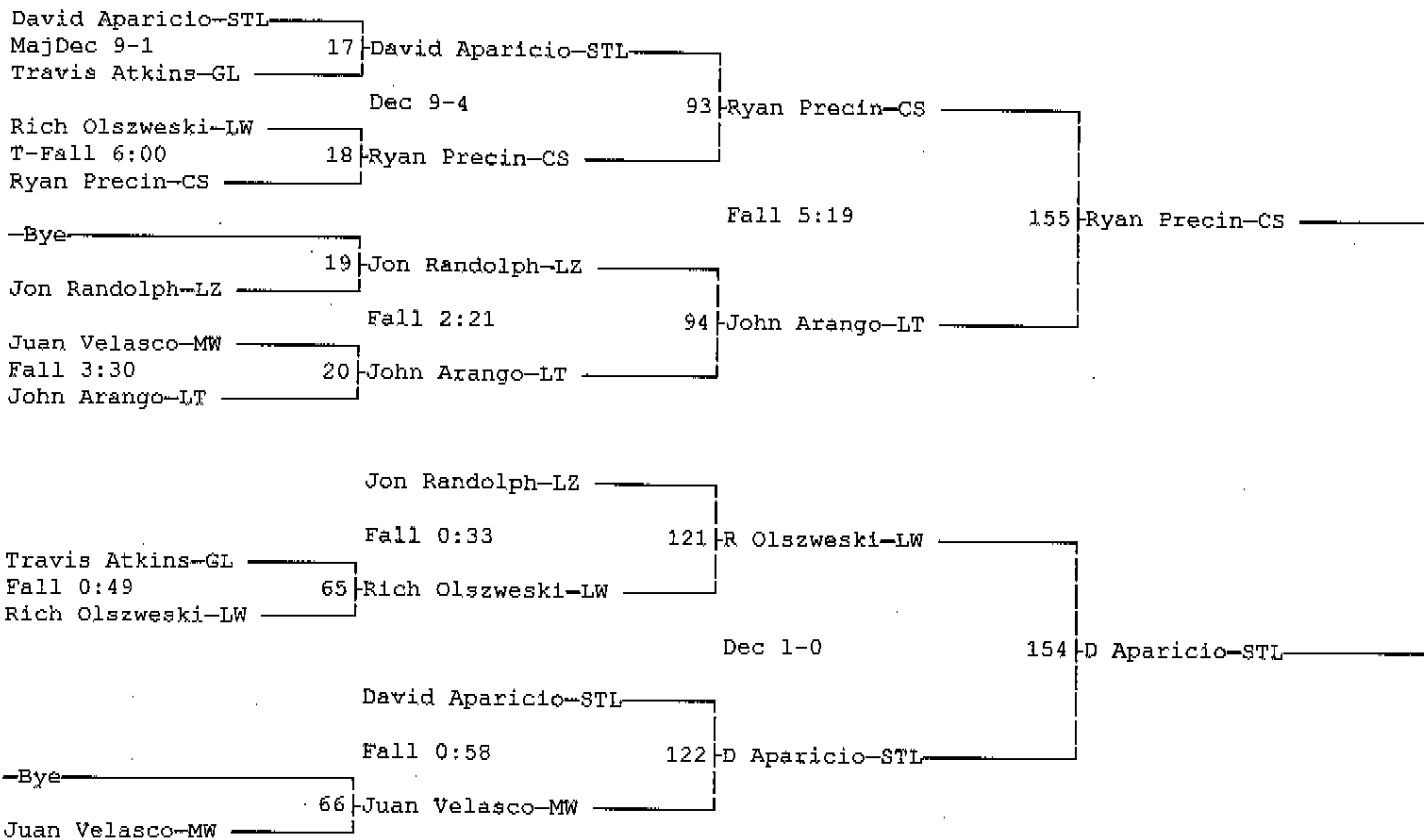 David Aparicio—STL
MajDec 9-1
17 David Aparicio—STL
Travis Atkins—GL
Dec 9-4
93 Ryan Precin—CS
Rich Olszweski—LW
T-Fall 6:00
18 Ryan Precin—CS
Ryan Precin—CS
Fall 5:19
155 Ryan Precin—CS
—Bye
19 Jon Randolph—LZ
Jon Randolph—LZ
Fall 2:21
94 John Arango—LT
Juan Velasco—MW
Fall 3:30
20 John Arango—LT
John Arango—LT
Jon Randolph—LZ
Fall 0:33
121 R Olszweski—LW
Travis Atkins—GL
Fall 0:49
65 Rich Olszweski—LW
Rich Olszweski—LW
Dec 1-0
154 D Aparicio—STL
David Aparicio—STL
Fall 0:58
122 D Aparicio—STL
—Bye
66 Juan Velasco—MW
Juan Velasco—MW